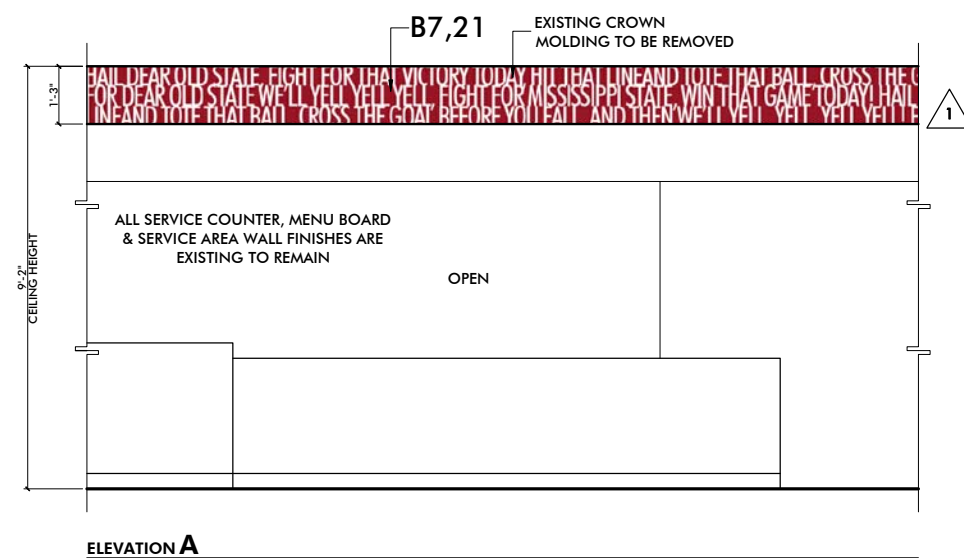 B7,21
EXISTING CROWN
MOLDING TO BE REMOVED
HAIL DEAR OLD STATE FIGHT FOR THAT VICTORY TODAY HIT THAT LINEAND TOTE THAT BALL CROSS THE G
FOR DEAR OLD STATE WE'LL YELL YELL YELL, FIGHT FOR MISSISSIPPI STATE, WIN THAT GAME TODAY! HAIL
LINEAND TOTE THAT BALL CROSS THE GOAL BEFORE YOU FALL AND THEN WE'LL YELL YELL YELL YELL! F
1'-3"
1
9'-2"
CEILING HEIGHT
ALL SERVICE COUNTER, MENU BOARD
& SERVICE AREA WALL FINISHES ARE
EXISTING TO REMAIN
OPEN
ELEVATION A